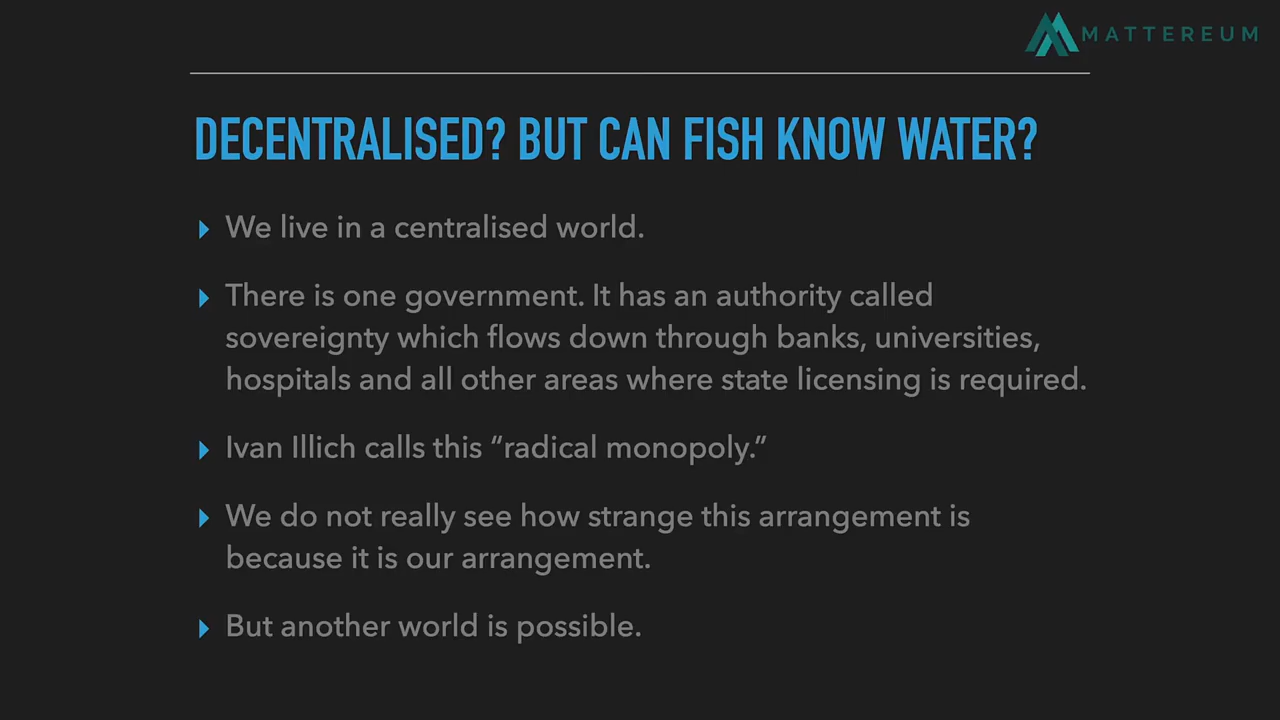 MATTEREUM
DECENTRALISED? BUT CAN FISH KNOW WATER?
We live in a centralised world.
There is one government. It has an authority called
sovereignty which flows down through banks, universities,
hospitals and all other areas where state licensing is required.
Ivan Illich calls this “radical monopoly.”
We do not really see how strange this arrangement is
because it is our arrangement.
But another world is possible.